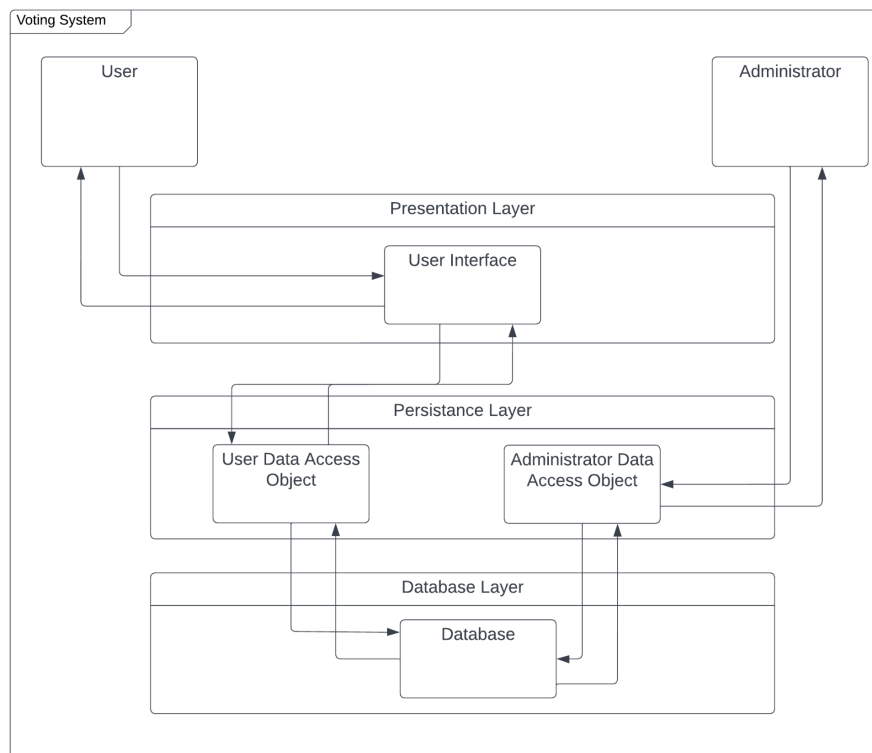 Voting System
User
Administrator
Presentation Layer
User Interface
Persistance Layer
User Data Access
Object
Administrator Data
Access Object
Database Layer
Database